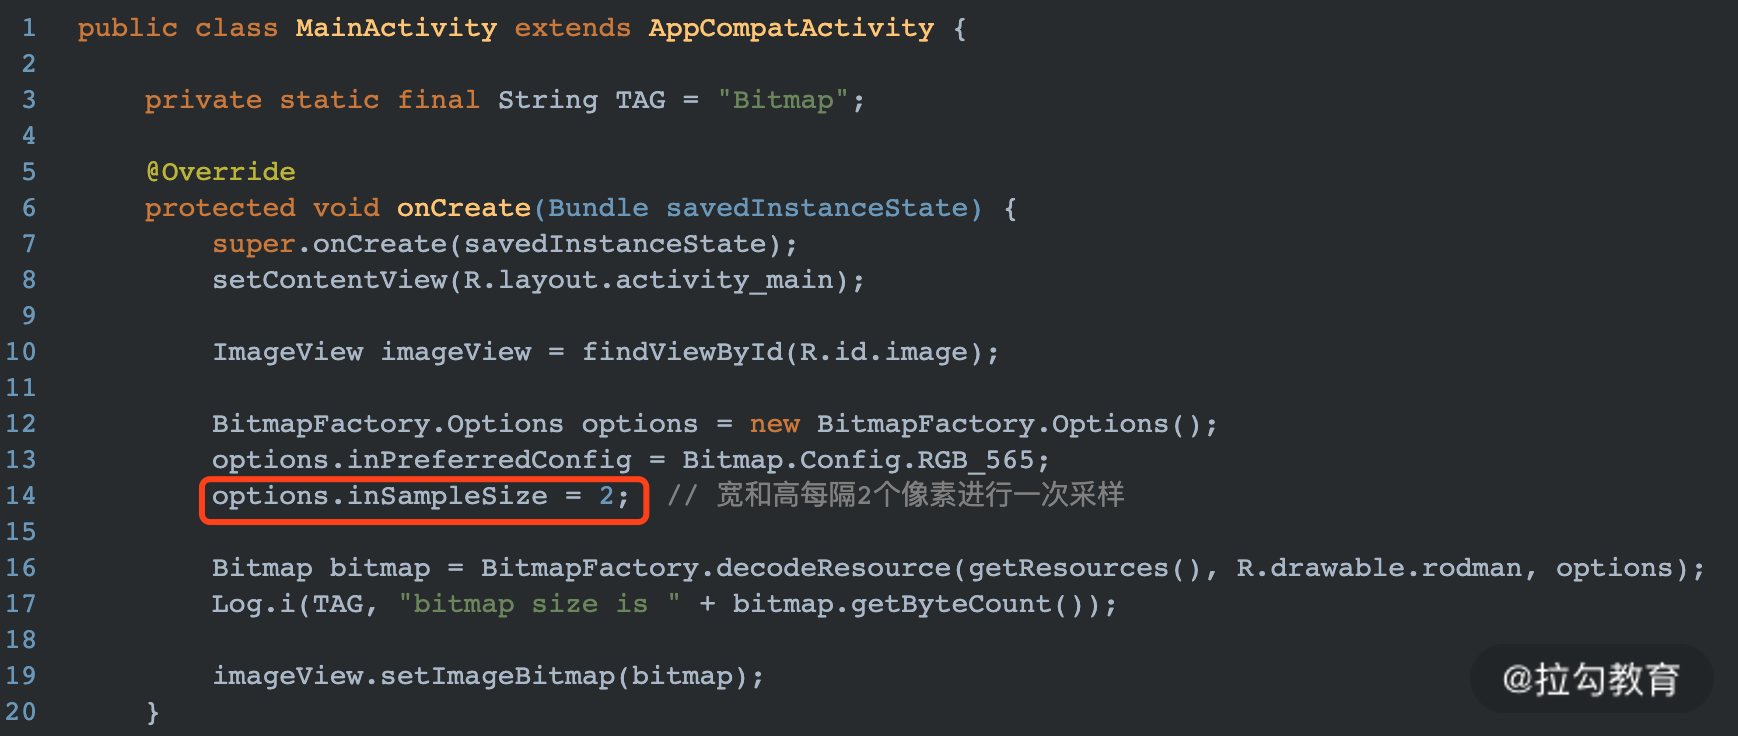 1 public class MainActivity extends AppCompatActivity {
2
3 private static final String TAG = "Bitmap";
4
5 @Override
6 protected void onCreate(Bundle savedInstanceState) {
7 super.onCreate(savedInstanceState);
8 setContentView(R.layout.activity_main);
9
10 ImageView imageView = findViewById(R.id.image);
11
12 BitmapFactory.Options options = new BitmapFactory.Options();
13 options.inPreferredConfig = Bitmap.Config.RGB_565;
14 options.inSampleSize = 2; // 宽和高每隔2个像素进行一次采样
15
16 Bitmap bitmap = BitmapFactory.decodeResource(getResources(), R.drawable.rodman, options);
17 Log.i(TAG, "bitmap size is " + bitmap.getByteCount());
18
19 imageView.setImageBitmap(bitmap);
20 }
@拉勾教育